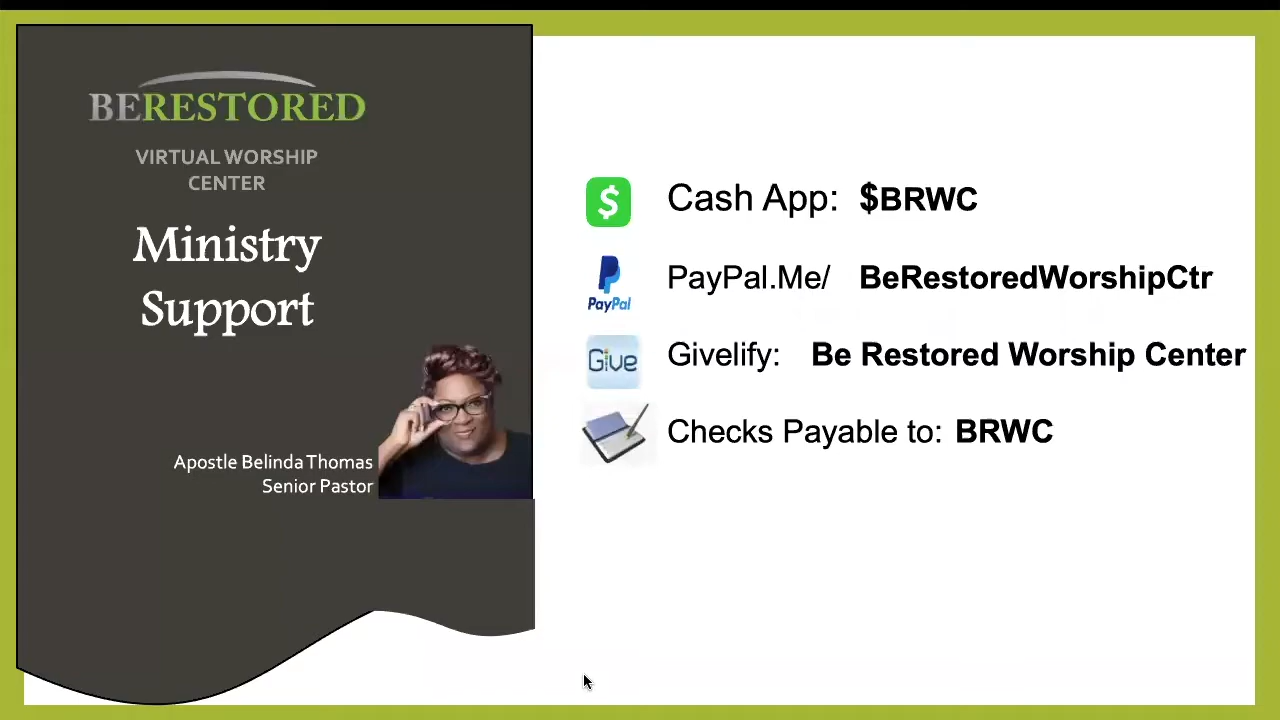 BERESTORED
VIRTUAL WORSHIP
CENTER
Ministry
Support
Apostle Belinda Thomas
Senior Pastor
$
Cash App: $BRWC
PayPal
PayPal.Me/ BeRestoredWorshipCtr
Give
Givelify: Be Restored Worship Center
Checks Payable to: BRWC